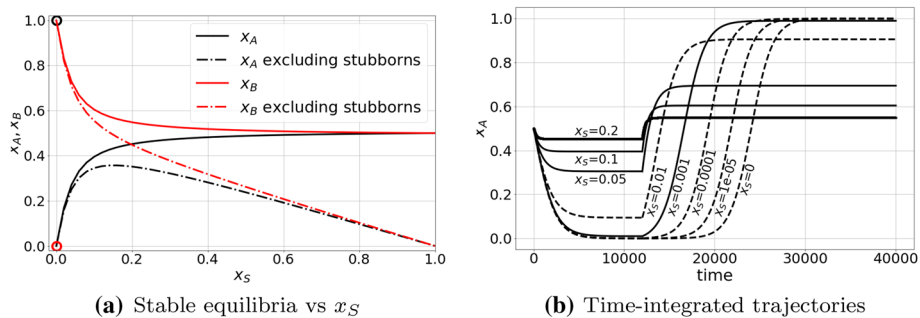 1.0
0.8
0.6
0.4
0.2
0.0
x_A, x_B
x_A
x_A excluding stubborns
x_B
x_B excluding stubborns
0.0 0.2 0.4 0.6 0.8 1.0
x_S
(a) Stable equilibria vs x_S
1.0
0.8
0.6
0.4
0.2
0.0
x_A
x_S=0.2
x_S=0.1
x_S=0.05
x_S=0.01
x_S=0.001
x_S=0.0001
x_S=1e-05
x_S=0
0 10000 20000 30000 40000
time
(b) Time-integrated trajectories